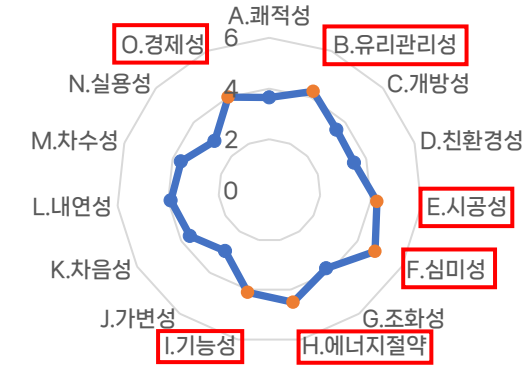 A.쾌적성
B.유리관리성
C.개방성
D.친환경성
E.시공성
F.심미성
G.조화성
H.에너지절약
I.기능성
J.가변성
K.차음성
L.내연성
M.차수성
N.실용성
O.경제성
6
4
2
0